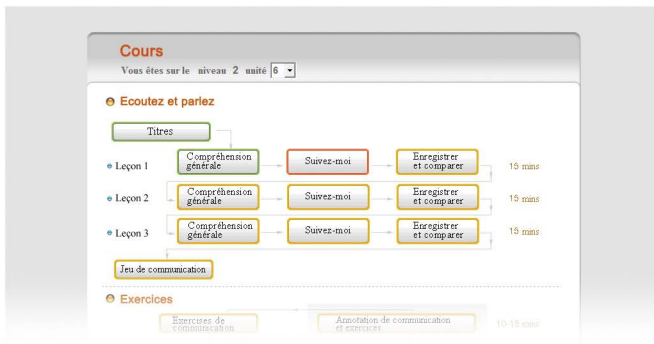 Cours
Vous êtes sur le niveau 2 unité 6
Ecoutez et parlez
Titres
Leçon 1
Compréhension
générale
Suivez-moi
Enregistrer
et comparer
15 mins
Leçon 2
Compréhension
générale
Suivez-moi
Enregistrer
et comparer
15 mins
Leçon 3
Compréhension
générale
Suivez-moi
Enregistrer
et comparer
15 mins
Jeu de communication
Exercices
Exercises de
communication
Annotation de communication
et exercices
10-15 mins